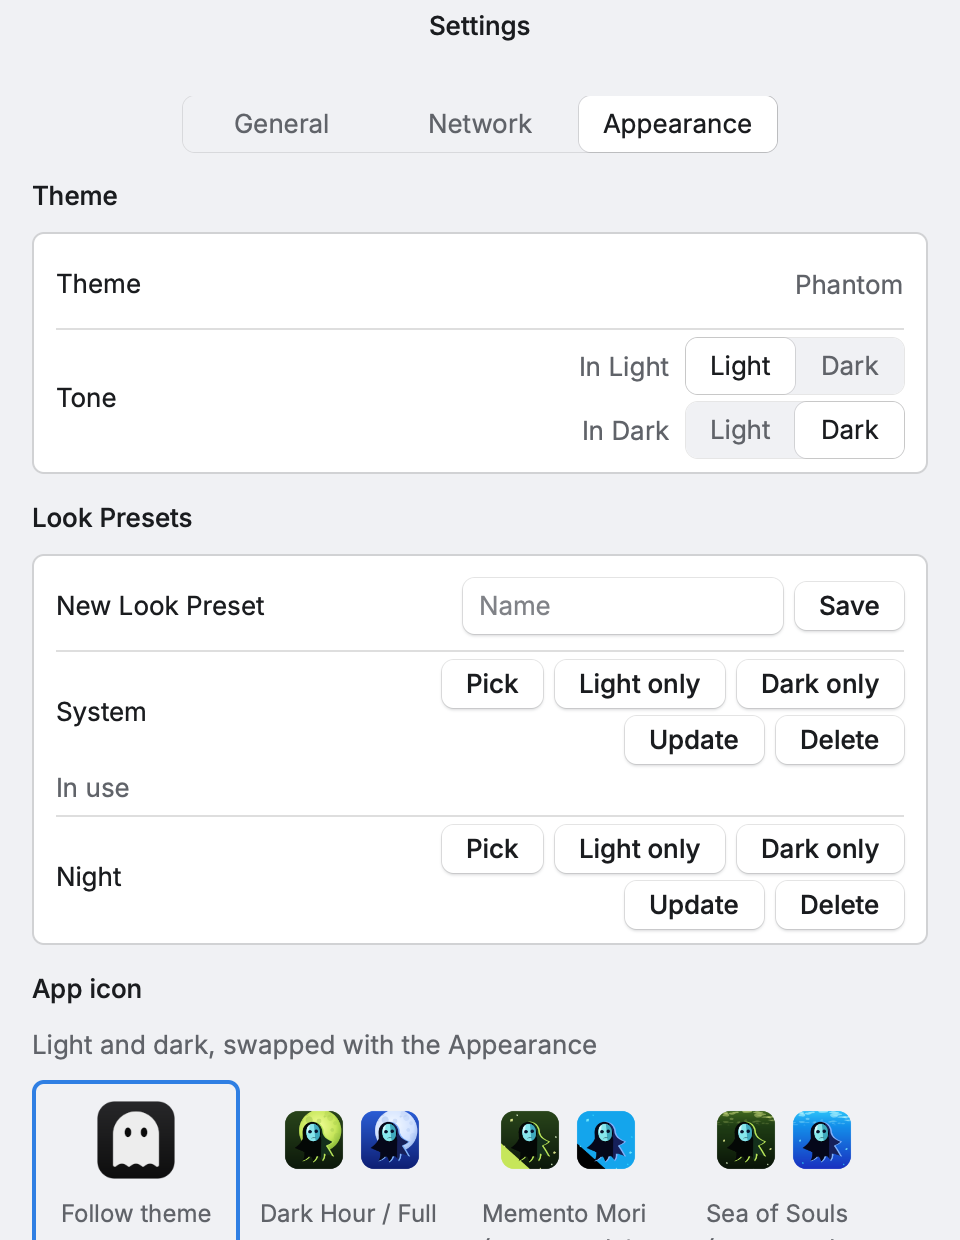 Settings
General Network Appearance
Theme
Theme Phantom
Tone In Light Light Dark
In Dark Light Dark
Look Presets
New Look Preset Name Save
System Pick Light only Dark only
Update Delete
In use
Night Pick Light only Dark only
Update Delete
App icon
Light and dark, swapped with the Appearance
Follow theme Dark Hour / Full Memento Mori Sea of Souls